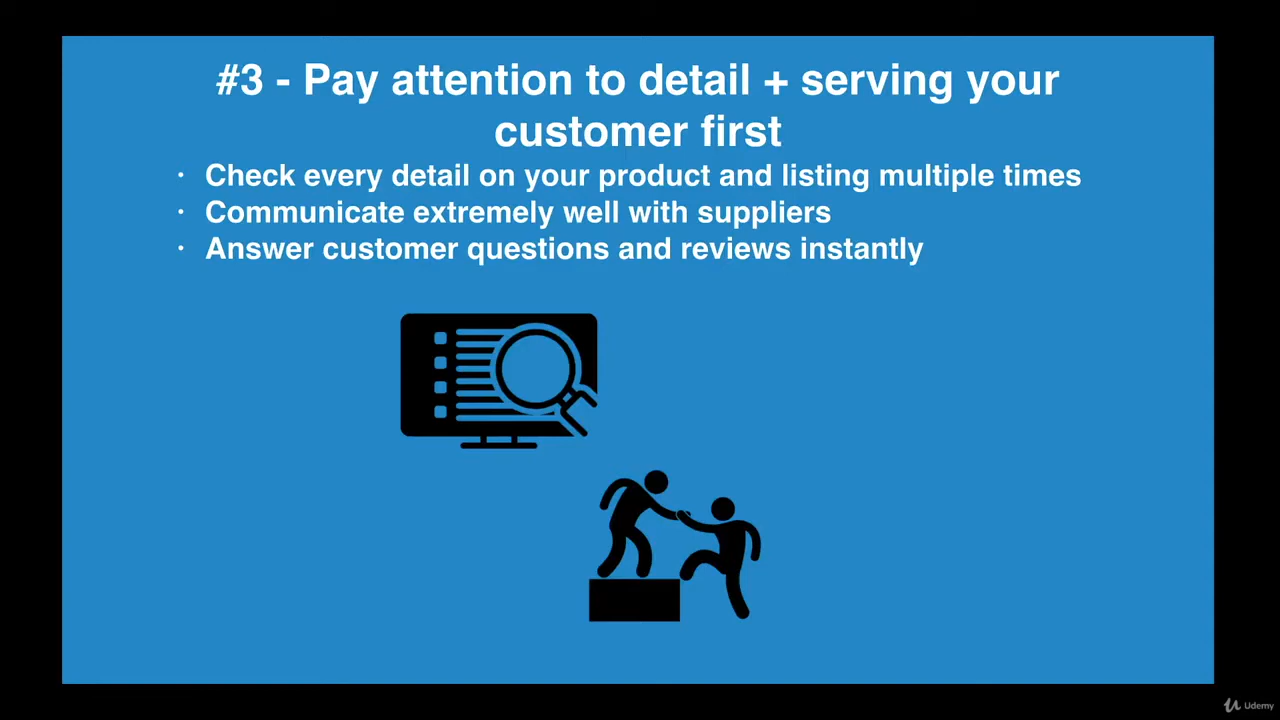 #3 - Pay attention to detail + serving your
customer first
· Check every detail on your product and listing multiple times
· Communicate extremely well with suppliers
· Answer customer questions and reviews instantly
Udemy